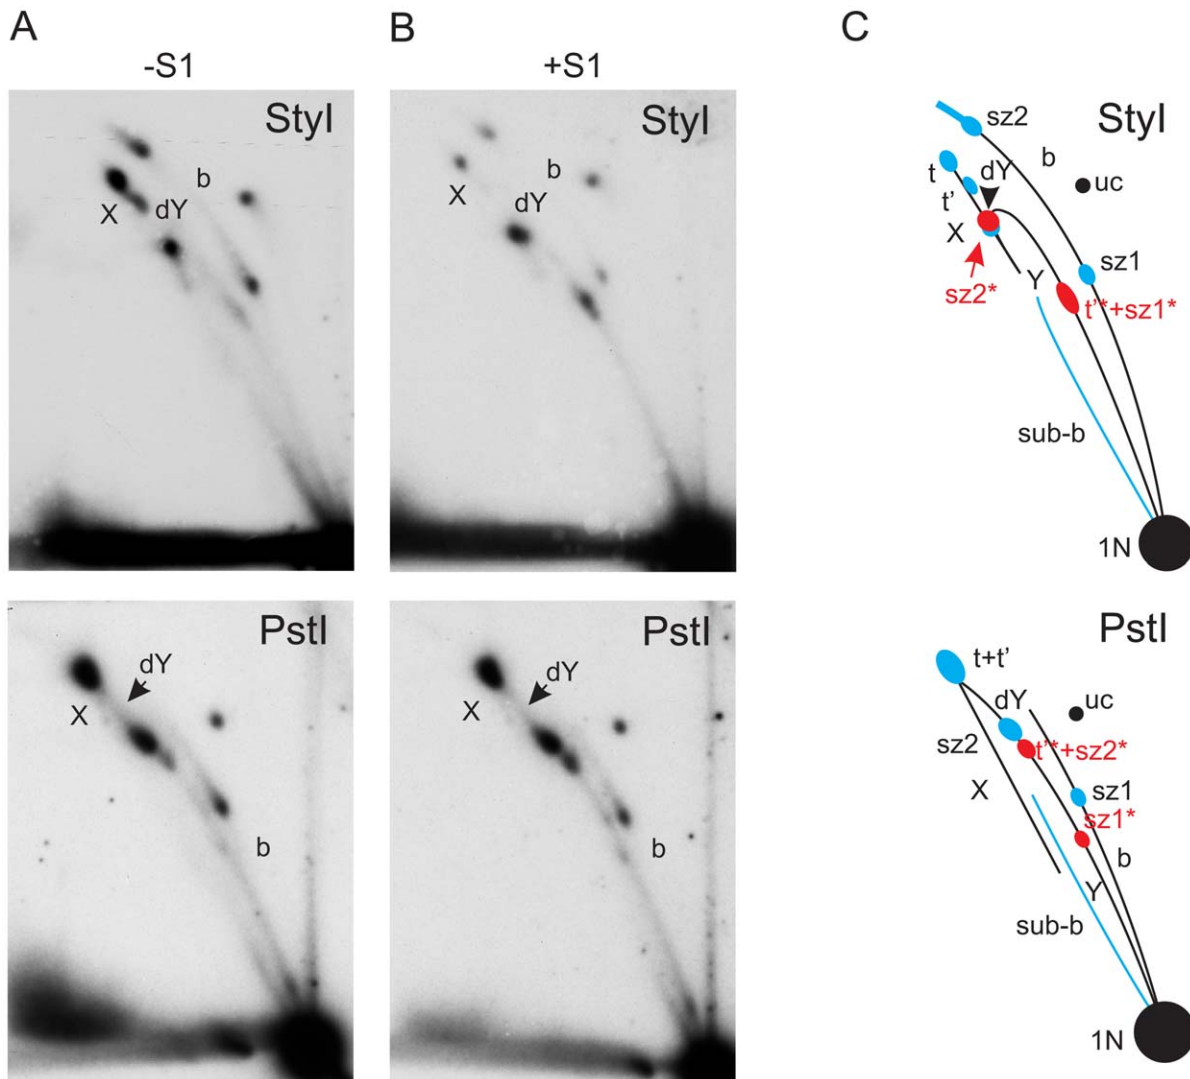 A
B
C
-S1
+S1
StyI
StyI
StyI
b
X
dY
b
X
dY
sz2
b
dY
uc
t
t'
X
sz1
Y
sz2*
t'*+sz1*
sub-b
1N
PstI
PstI
PstI
dY
X
b
dY
X
b
t+t'
dY
uc
sz2
t'*+sz2*
X
sz1
sz1*
b
Y
sub-b
1N